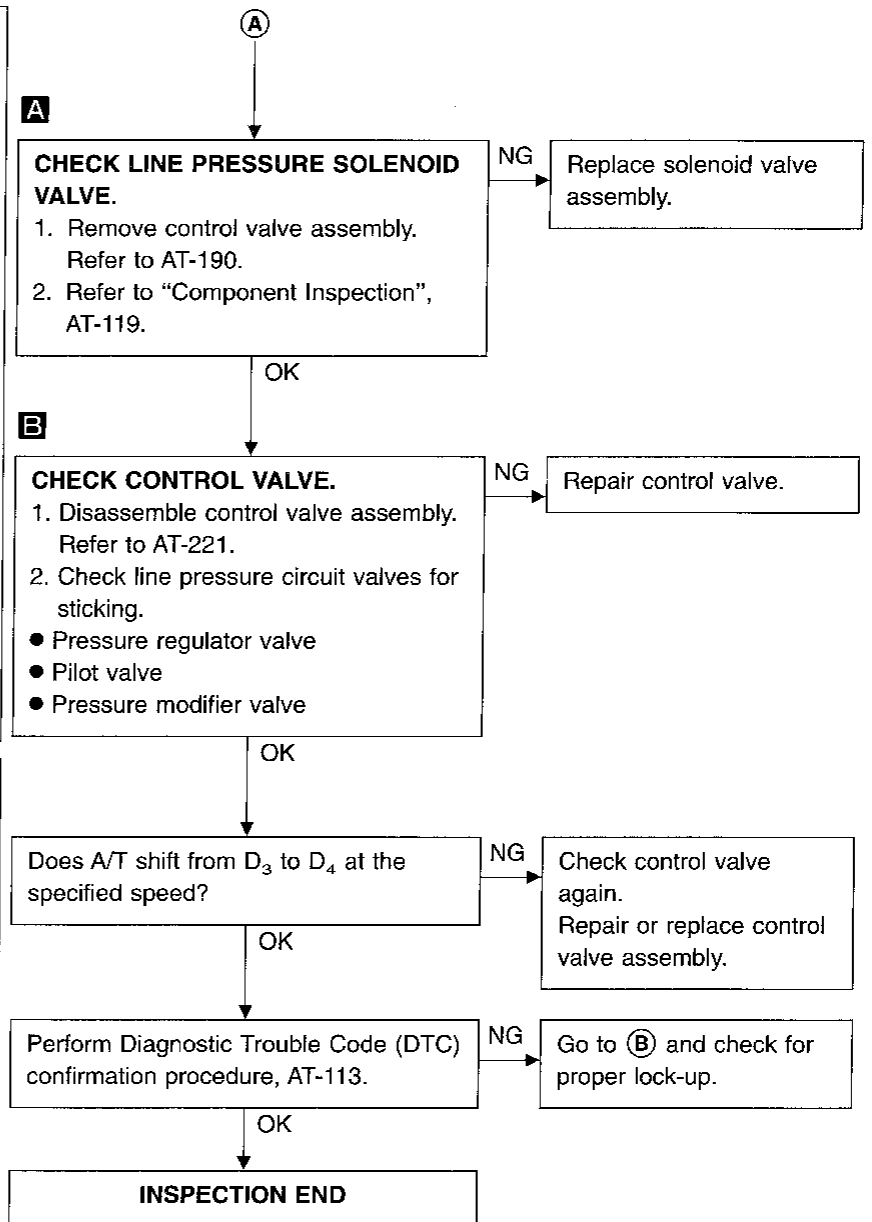 A
A
CHECK LINE PRESSURE SOLENOID
VALVE.
1. Remove control valve assembly.
Refer to AT-190.
2. Refer to “Component Inspection”,
AT-119.
NG
Replace solenoid valve
assembly.
OK
B
CHECK CONTROL VALVE.
1. Disassemble control valve assembly.
Refer to AT-221.
2. Check line pressure circuit valves for
sticking.
● Pressure regulator valve
● Pilot valve
● Pressure modifier valve
NG
Repair control valve.
OK
Does A/T shift from D₃ to D₄ at the
specified speed?
NG
Check control valve
again.
Repair or replace control
valve assembly.
OK
Perform Diagnostic Trouble Code (DTC)
confirmation procedure, AT-113.
NG
Go to Ⓑ and check for
proper lock-up.
OK
INSPECTION END